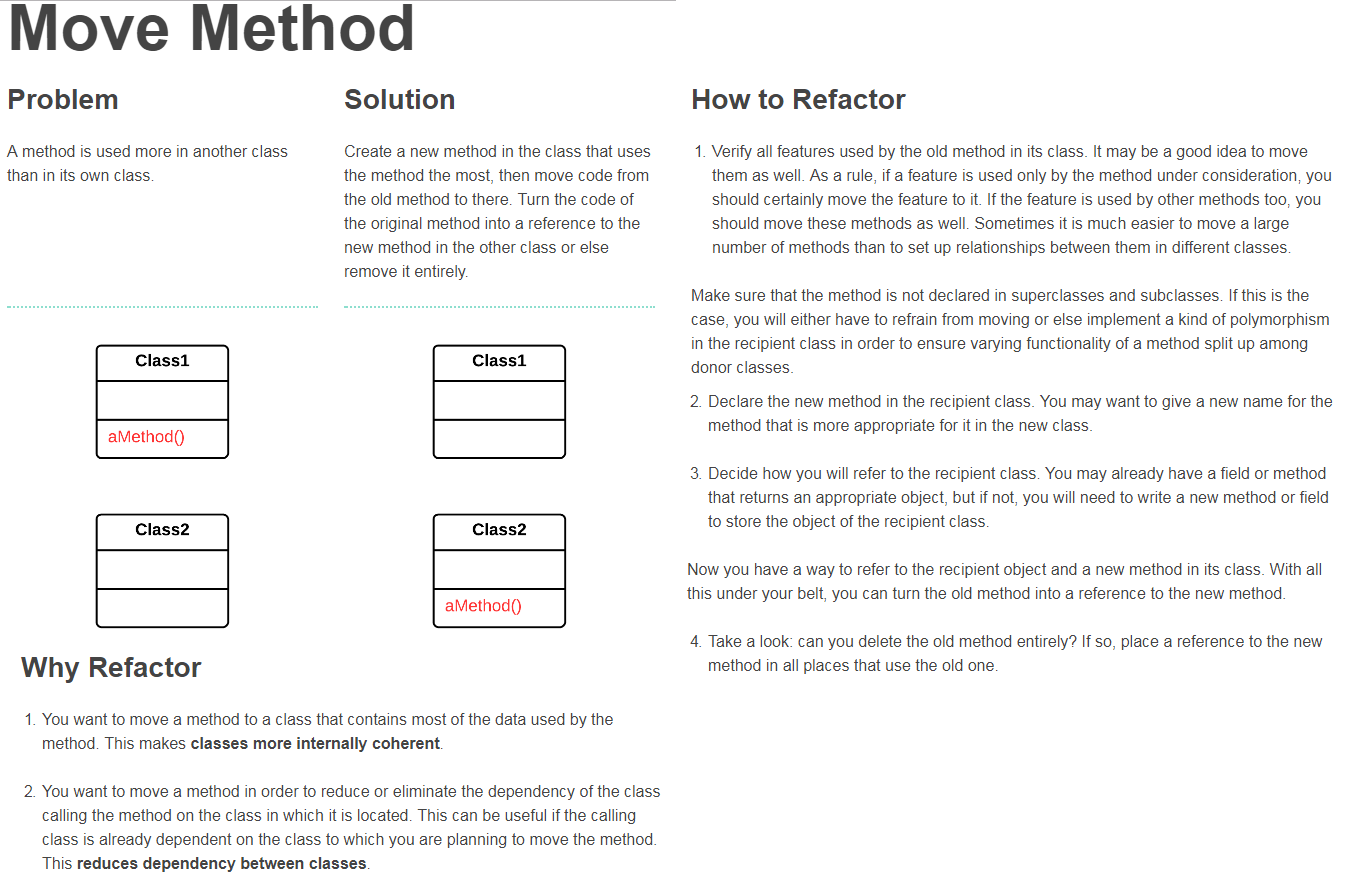 Move Method
Problem
A method is used more in another class
than in its own class.
Solution
Create a new method in the class that uses
the method the most, then move code from
the old method to there. Turn the code of
the original method into a reference to the
new method in the other class or else
remove it entirely.
Class1
aMethod()
Class2
Class1
Class2
aMethod()
Why Refactor
1. You want to move a method to a class that contains most of the data used by the
method. This makes classes more internally coherent.
2. You want to move a method in order to reduce or eliminate the dependency of the class
calling the method on the class in which it is located. This can be useful if the calling
class is already dependent on the class to which you are planning to move the method.
This reduces dependency between classes.
How to Refactor
1. Verify all features used by the old method in its class. It may be a good idea to move
them as well. As a rule, if a feature is used only by the method under consideration, you
should certainly move the feature to it. If the feature is used by other methods too, you
should move these methods as well. Sometimes it is much easier to move a large
number of methods than to set up relationships between them in different classes.
Make sure that the method is not declared in superclasses and subclasses. If this is the
case, you will either have to refrain from moving or else implement a kind of polymorphism
in the recipient class in order to ensure varying functionality of a method split up among
donor classes.
2. Declare the new method in the recipient class. You may want to give a new name for the
method that is more appropriate for it in the new class.
3. Decide how you will refer to the recipient class. You may already have a field or method
that returns an appropriate object, but if not, you will need to write a new method or field
to store the object of the recipient class.
Now you have a way to refer to the recipient object and a new method in its class. With all
this under your belt, you can turn the old method into a reference to the new method.
4. Take a look: can you delete the old method entirely? If so, place a reference to the new
method in all places that use the old one.